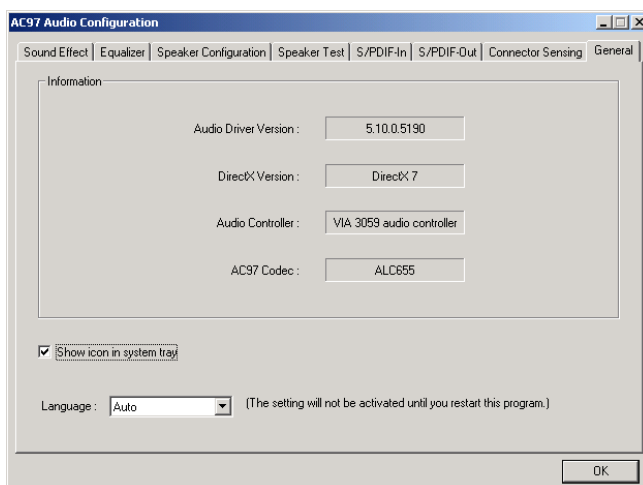 AC97 Audio Configuration
Sound Effect Equalizer Speaker Configuration Speaker Test S/PDIF-In S/PDIF-Out Connector Sensing General
Information
Audio Driver Version : 5.10.0.5190
DirectX Version : DirectX 7
Audio Controller : VIA 3059 audio controller
AC97 Codec : ALC655
Show icon in system tray
Language : Auto (The setting will not be activated until you restart this program.)
OK